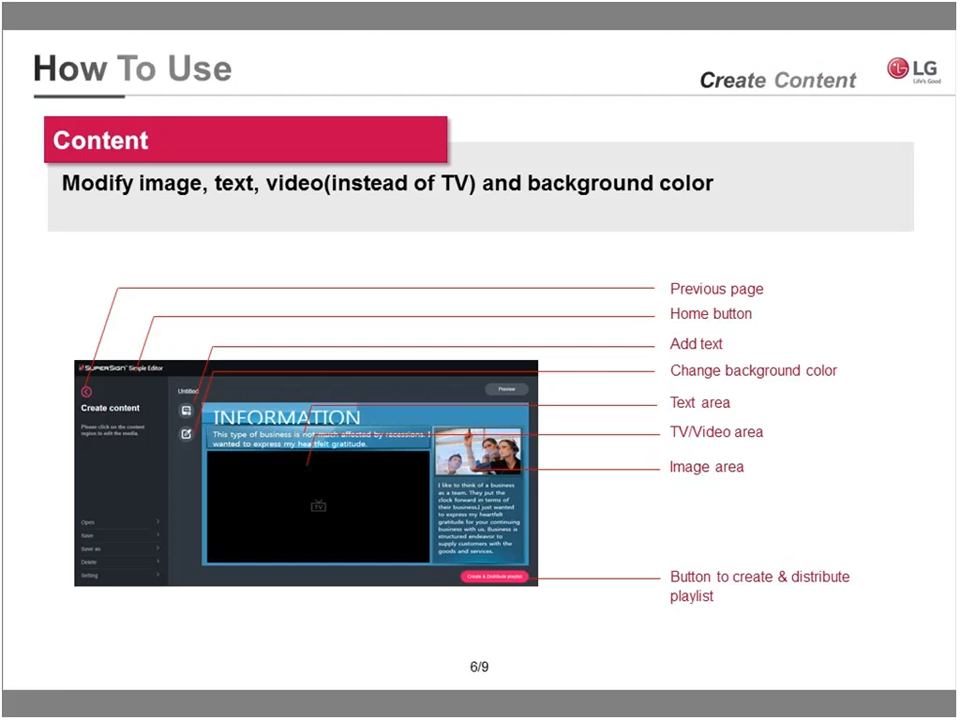 How To Use
Create Content
LG
Life's Good
Content
Modify image, text, video(instead of TV) and background color
Previous page
Home button
Add text
Change background color
Text area
TV/Video area
Image area
Button to create & distribute
playlist
SUPERSIGN Simple Editor
Create content
Please click on the content
region to edit the media.
Open
Save
Save as
Delete
Setting
Untitled
Preview
INFORMATION
This type of business is not much affected by recessions. I
wanted to express my heartfelt gratitude.
TV
I like to think of a business
as a team. They put the
clock forward in terms of
their business.I just wanted
to express my heartfelt
gratitude for your continuing
business with us. Business is
structured endeavor to
supply customers with the
goods and services.
Create & Distribute playlist
6/9